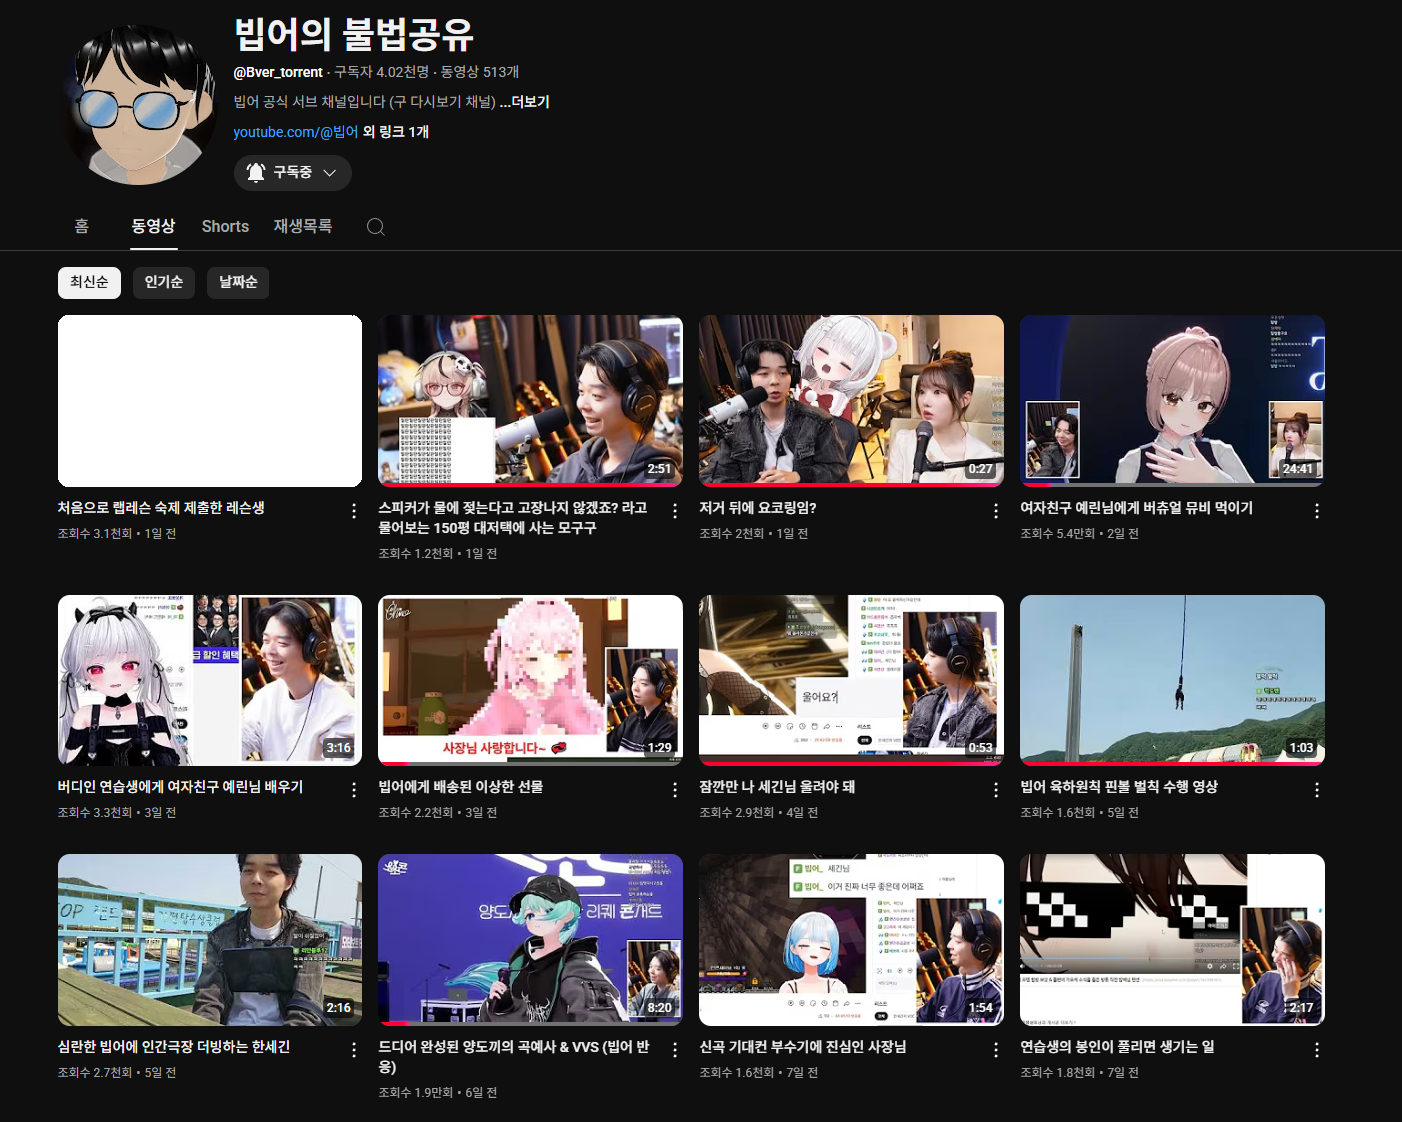 빕어의 불법공유
@Bver_torrent · 구독자 4.02천명 · 동영상 513개
빕어 공식 서브 채널입니다 (구 다시보기 채널) ...더보기
youtube.com/@빕어 외 링크 1개
구독중
홈 동영상 Shorts 재생목록
최신순 인기순 날짜순
2:51
0:27
24:41
처음으로 랩레슨 숙제 제출한 레슨생
조회수 3.1천회 • 1일 전
스피커가 물에 젖는다고 고장나지 않겠죠? 라고
물어보는 150평 대저택에 사는 모구구
조회수 1.2천회 • 1일 전
저거 뒤에 요코링임?
조회수 2천회 • 1일 전
여자친구 예린님에게 버츄얼 뮤비 먹이기
조회수 5.4만회 • 2일 전
급 할인 혜택
3:16
사장님 사랑합니다~
1:29
울어요?
0:53
1:03
버디인 연습생에게 여자친구 예린님 배우기
조회수 3.3천회 • 3일 전
빕어에게 배송된 이상한 선물
조회수 2.2천회 • 3일 전
잠깐만 나 세긴님 울려야 돼
조회수 2.9천회 • 4일 전
빕어 육하원칙 핀볼 벌칙 수행 영상
조회수 1.6천회 • 5일 전
2:16
8:20
빕어_ 세긴님
빕어_ 이거 진짜 너무 좋은데 어쩌죠
1:54
2:17
심란한 빕어에 인간극장 더빙하는 한세긴
조회수 2.7천회 • 5일 전
드디어 완성된 양도끼의 곡예사 & VVS (빕어 반
응)
조회수 1.9만회 • 6일 전
신곡 기대컨 부수기에 진심인 사장님
조회수 1.6천회 • 7일 전
연습생의 봉인이 풀리면 생기는 일
조회수 1.8천회 • 7일 전